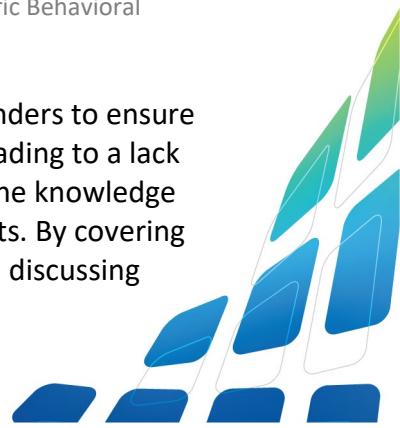 ric Behavioral
nders to ensure
ading to a lack
he knowledge
ts. By covering
discussing